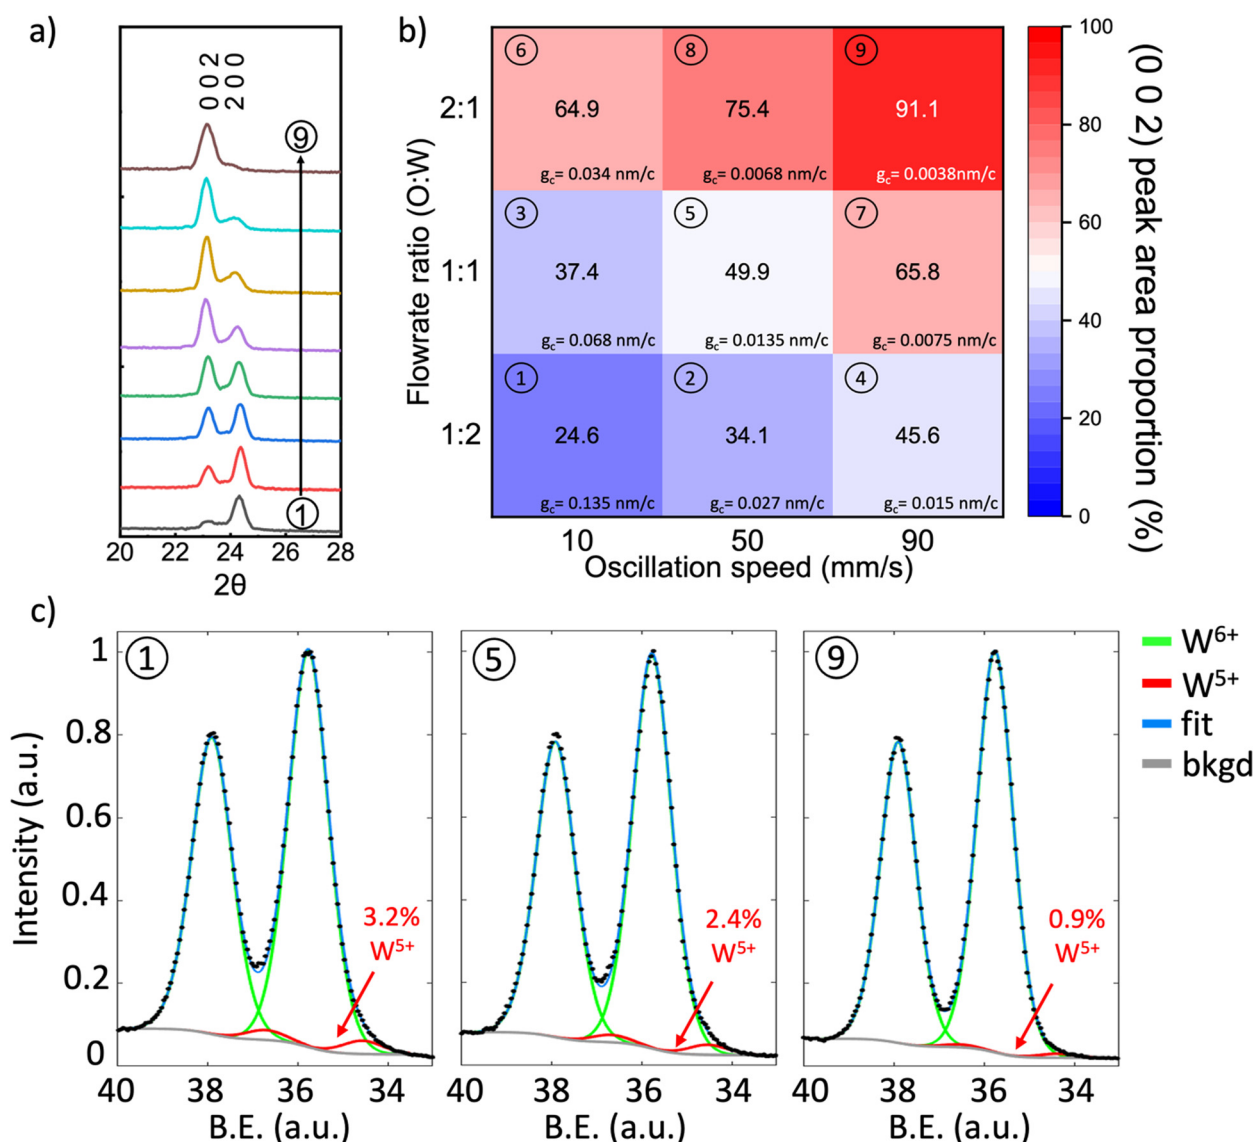 a)
0 0 2
2 0 0
⑨
①
20 22 24 26 28
2θ
b)
Flowrate ratio (O:W)
2:1
1:1
1:2
⑥ ⑧ ⑨
64.9 75.4 91.1
gc= 0.034 nm/c gc= 0.0068 nm/c gc= 0.0038 nm/c
③ ⑤ ⑦
37.4 49.9 65.8
gc= 0.068 nm/c gc= 0.0135 nm/c gc= 0.0075 nm/c
① ② ④
24.6 34.1 45.6
gc= 0.135 nm/c gc= 0.027 nm/c gc= 0.015 nm/c
10 50 90
Oscillation speed (mm/s)
100
80
60
40
20
0
(0 0 2) peak area proportion (%)
c)
Intensity (a.u.)
1
0.8
0.6
0.4
0.2
0
①
3.2%
W5+
40 38 36 34
B.E. (a.u.)
⑤
2.4%
W5+
40 38 36 34
B.E. (a.u.)
⑨
0.9%
W5+
40 38 36 34
B.E. (a.u.)
W6+
W5+
fit
bkgd